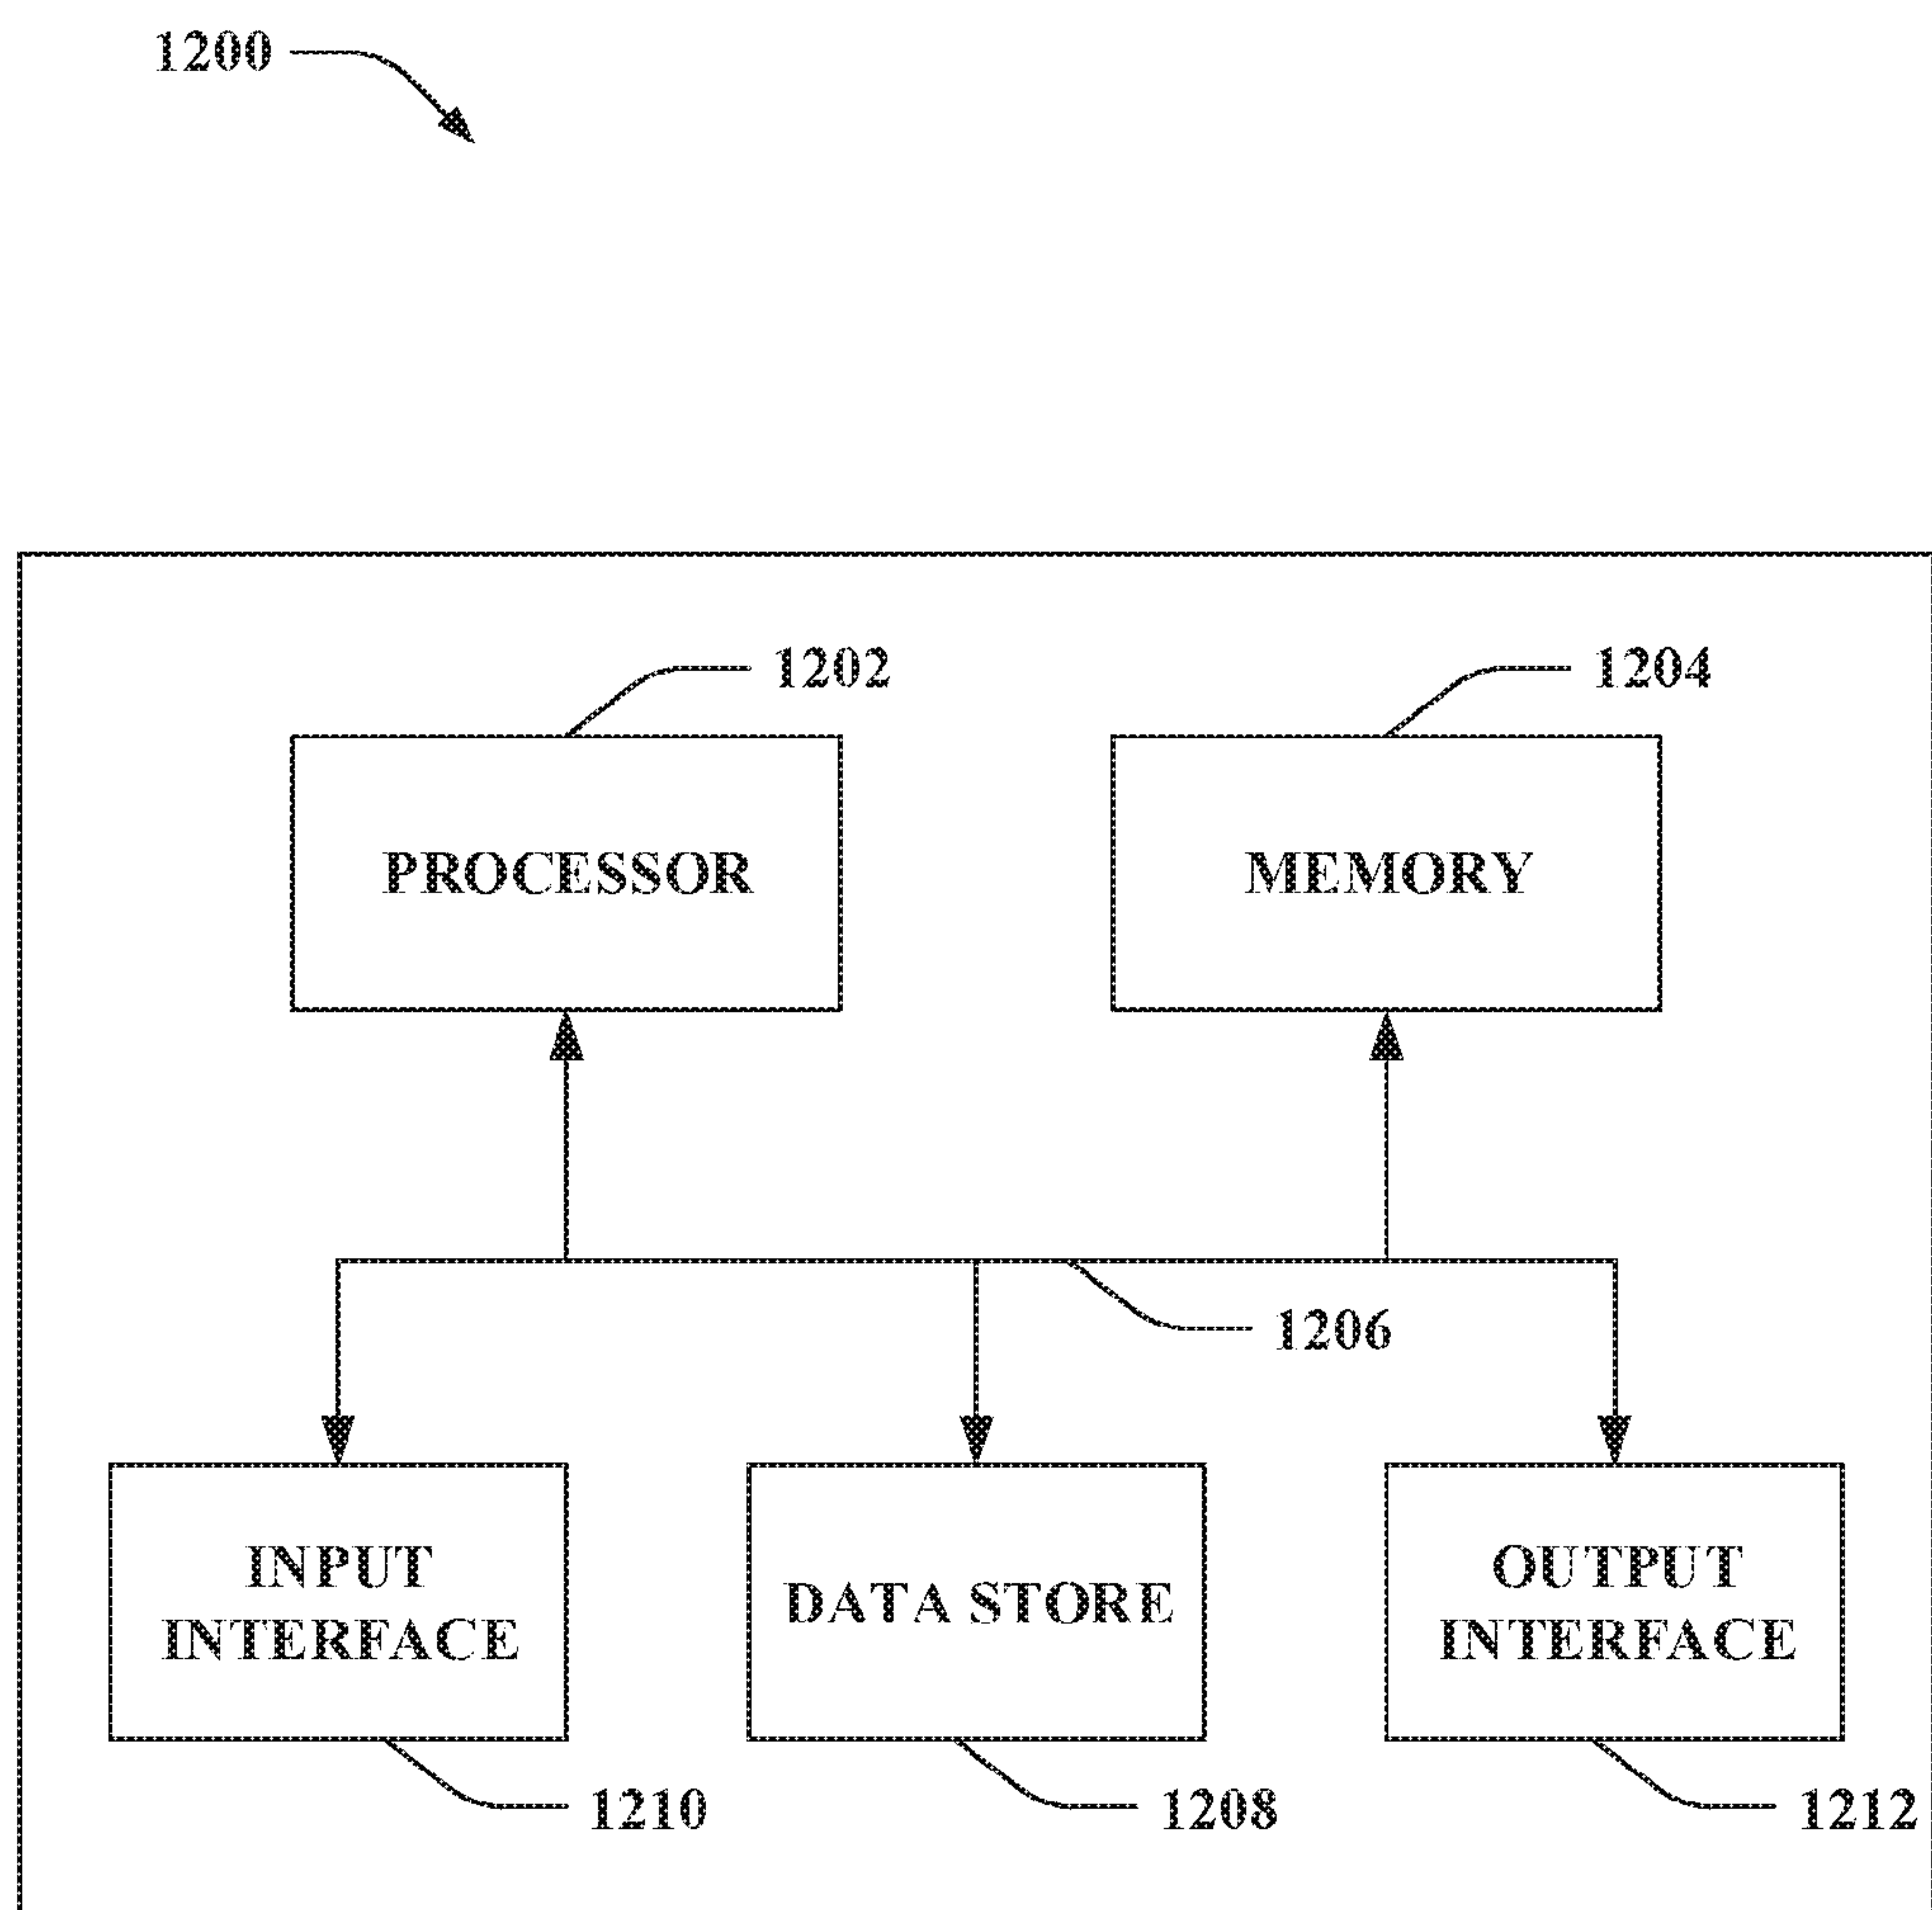 1200
1202
1204
PROCESSOR
MEMORY
1206
INPUT
INTERFACE
DATA STORE
OUTPUT
INTERFACE
1210
1208
1212